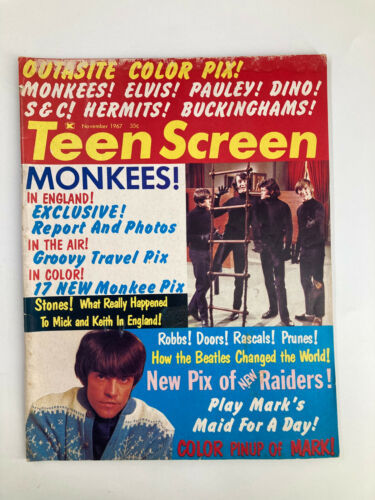 OUTASITE COLOR PIX!
MONKEES! ELVIS! PAULEY! DINO!
S & C! HERMITS! BUCKINGHAMS!
K November 1967 35c
Teen Screen
MONKEES!
IN ENGLAND!
EXCLUSIVE!
Report And Photos
IN THE AIR!
Groovy Travel Pix
IN COLOR!
17 NEW Monkee Pix
Stones! What Really Happened
To Mick and Keith In England!
Robbs! Doors! Rascals! Prunes!
How the Beatles Changed the World!
New Pix of NEW Raiders!
Play Mark's
Maid For A Day!
COLOR PINUP OF MARK!